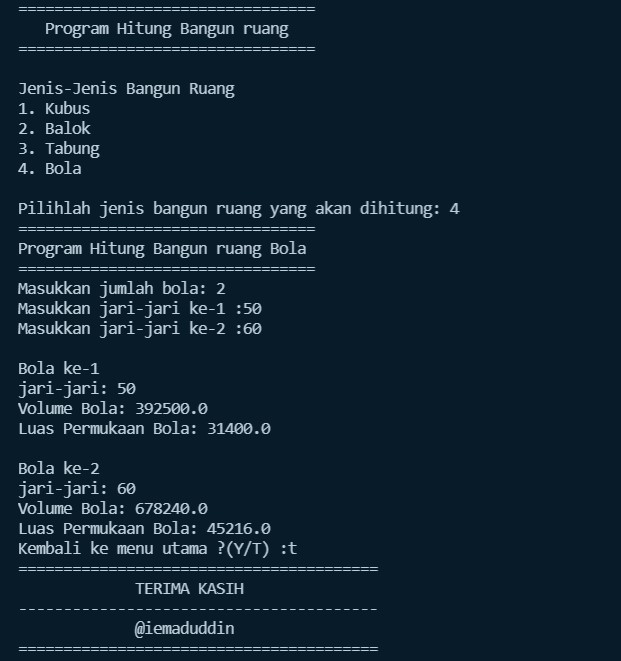 =================================
Program Hitung Bangun ruang
=================================
Jenis-Jenis Bangun Ruang
1. Kubus
2. Balok
3. Tabung
4. Bola
Pilihlah jenis bangun ruang yang akan dihitung: 4
=================================
Program Hitung Bangun ruang Bola
=================================
Masukkan jumlah bola: 2
Masukkan jari-jari ke-1 :50
Masukkan jari-jari ke-2 :60
Bola ke-1
jari-jari: 50
Volume Bola: 392500.0
Luas Permukaan Bola: 31400.0
Bola ke-2
jari-jari: 60
Volume Bola: 678240.0
Luas Permukaan Bola: 45216.0
Kembali ke menu utama ?(Y/T) :t
========================================
TERIMA KASIH
----------------------------------------
@iemaduddin
========================================